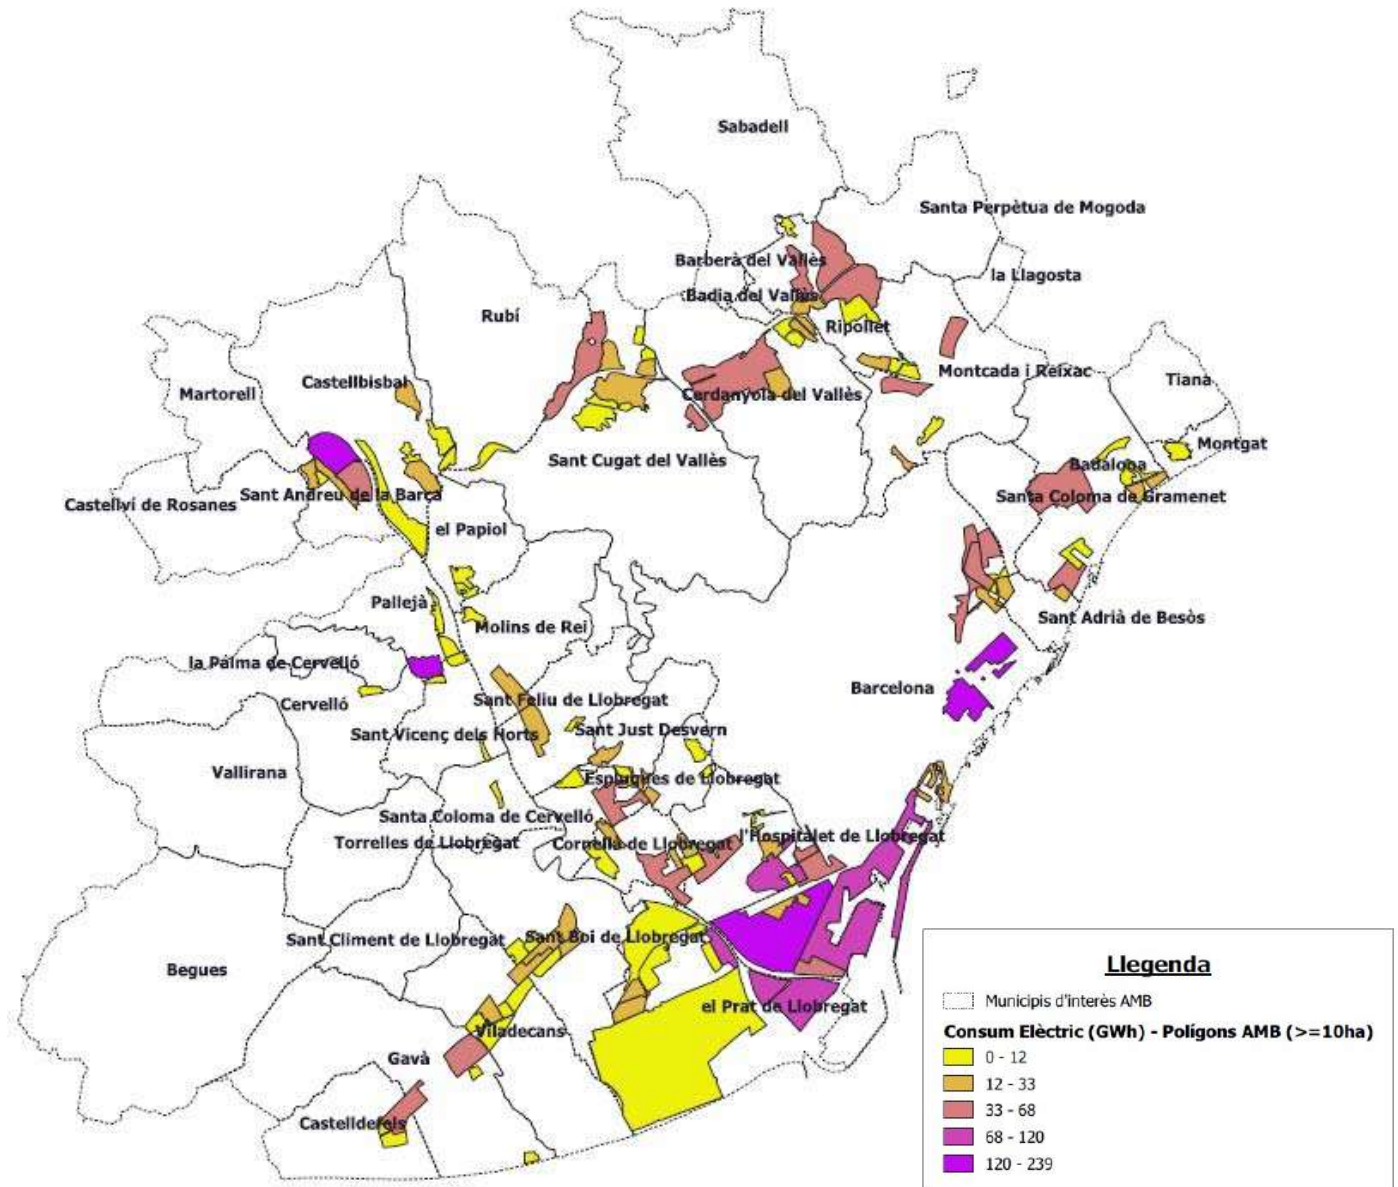 Sabadell
Santa Perpètua de Mogoda
Barberà del Vallès
la Llagosta
Badia del Vallès
Rubí
Ripollet
Montcada i Reixac
Castellbisbal
Tiana
Martorell
Cerdanyola del Vallès
Montgat
Sant Cugat del Vallès
Badalona
Sant Andreu de la Barca
Santa Coloma de Gramenet
Castellví de Rosanes
el Papiol
Pallejà
Sant Adrià de Besòs
Molins de Rei
la Palma de Cervelló
Barcelona
Sant Feliu de Llobregat
Cervelló
Sant Just Desvern
Sant Vicenç dels Horts
Vallirana
Esplugues de Llobregat
Santa Coloma de Cervelló
l'Hospitalet de Llobregat
Torrelles de Llobregat
Cornellà de Llobregat
Sant Climent de Llobregat
Sant Boi de Llobregat
Begues
el Prat de Llobregat
Viladecans
Gavà
Castelldefels
Llegenda
Municipis d'interès AMB
Consum Elèctric (GWh) - Polígons AMB (>=10ha)
0 - 12
12 - 33
33 - 68
68 - 120
120 - 239